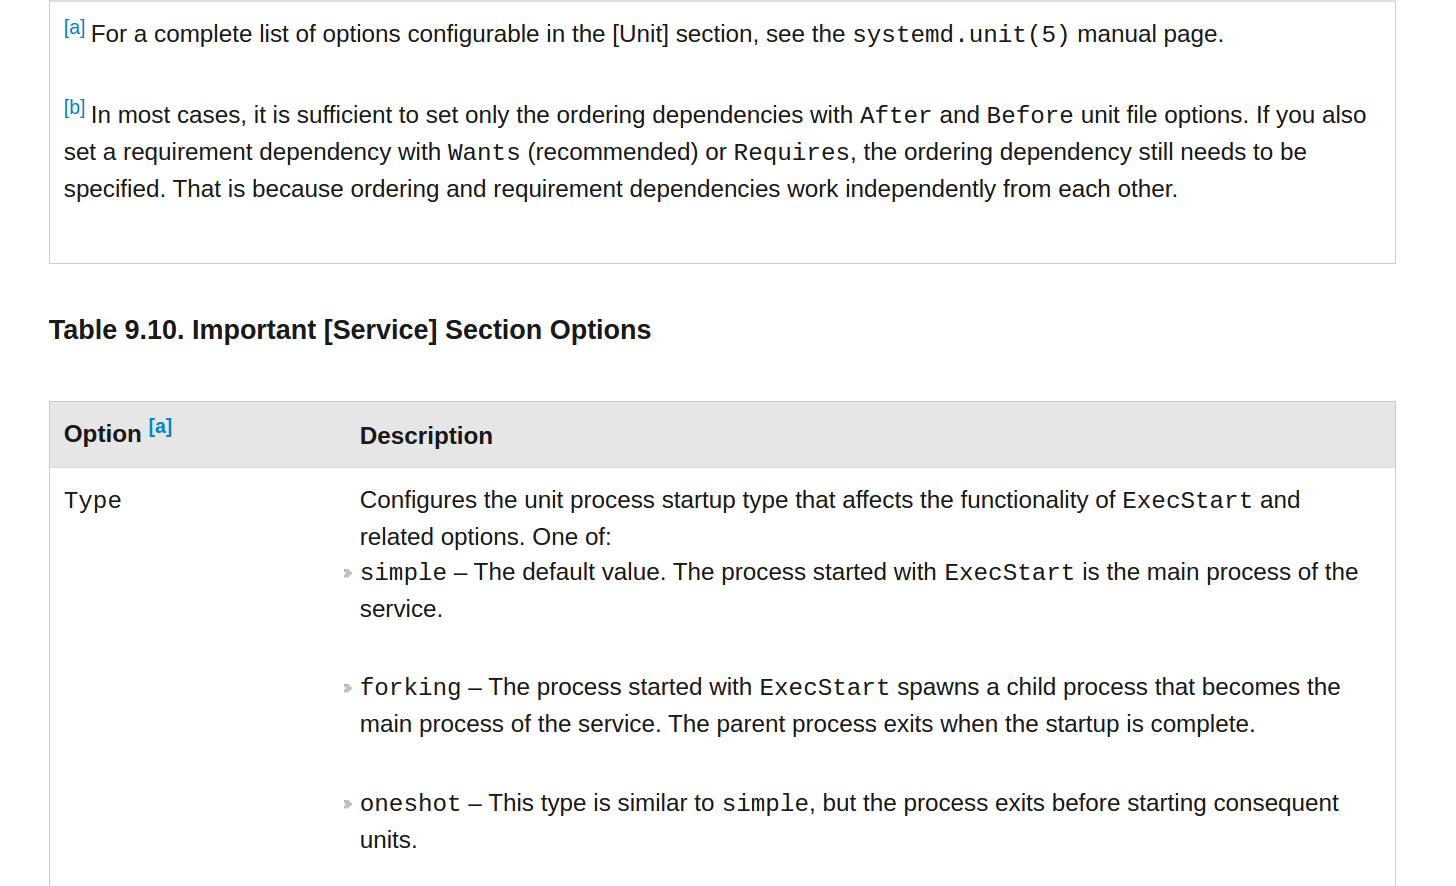 [a] For a complete list of options configurable in the [Unit] section, see the systemd.unit(5) manual page.
[b] In most cases, it is sufficient to set only the ordering dependencies with After and Before unit file options. If you also
set a requirement dependency with Wants (recommended) or Requires, the ordering dependency still needs to be
specified. That is because ordering and requirement dependencies work independently from each other.
Table 9.10. Important [Service] Section Options
Option [a] Description
Type Configures the unit process startup type that affects the functionality of ExecStart and
related options. One of:
simple – The default value. The process started with ExecStart is the main process of the
service.
forking – The process started with ExecStart spawns a child process that becomes the
main process of the service. The parent process exits when the startup is complete.
oneshot – This type is similar to simple, but the process exits before starting consequent
units.